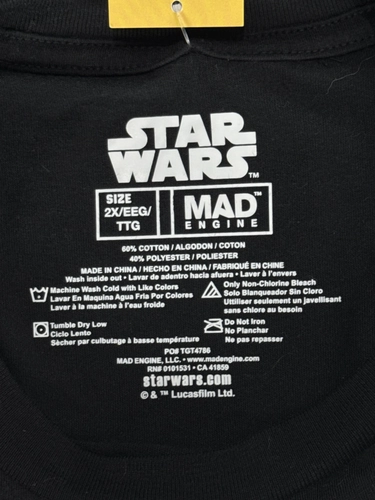 STAR
WARS™
SIZE
2X/EEG/
TTG
MAD™
ENGINE
60% COTTON / ALGODON / COTON
40% POLYESTER / POLIESTER
MADE IN CHINA / HECHO EN CHINA / FABRIQUÉ EN CHINE
Wash inside out • Lavar de adentro afuera • Laver à l'envers
Machine Wash Cold with Like Colors
Lavar En Maquina Agua Fria Por Colores
Laver à la machine à l'eau froide
Only Non-Chlorine Bleach
Solo Blanqueador Sin Cloro
Utiliser seulement un javellisant
sans chlore au besoin
Tumble Dry Low
Ciclo Lento
Sècher par culbutage à basse température
Do Not Iron
No Planchar
Ne pas repasser
PO# TGT4786
MAD ENGINE, LLC. • www.madengine.com
RN# 0101531 • CA 41859
starwars.com
© & ™ Lucasfilm Ltd.